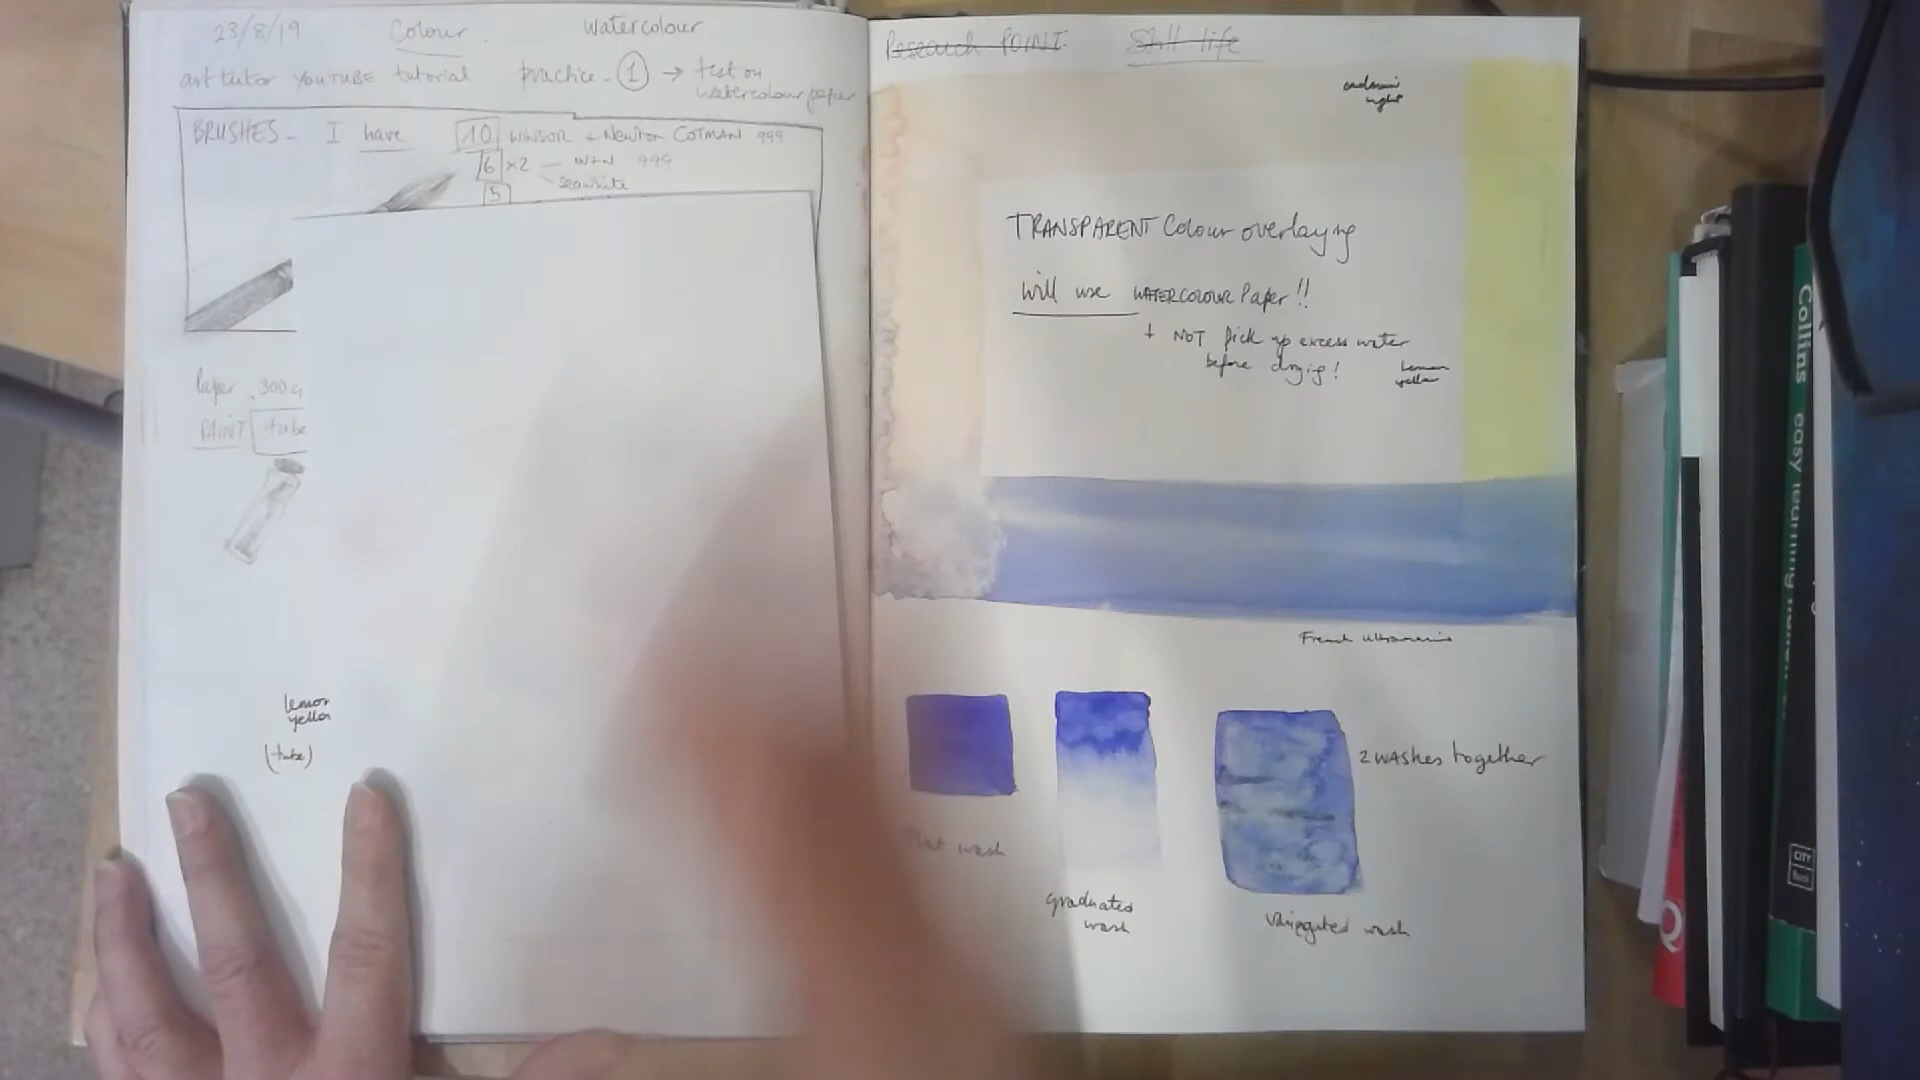 23/8/19 Colour. Watercolour
art tutor YOUTUBE tutorial practice - 1 → test on
watercolour paper
BRUSHES - I have 10 WINSOR + Newton COTMAN 999
6 x2 - W+N 999
seawhite
5
Paper. 300g
PAINT tube
lemon
yellow
(tube)
Research POINT. Still life
light
TRANSPARENT Colour overlaying
will use WATERCOLOUR Paper!!
+ NOT pick up excess water
before drying!
Lemon
yellow
French Ultramarine
2 washes together
flat wash
graduated
wash
Variegated wash
Collins easy learning
CITY
Q